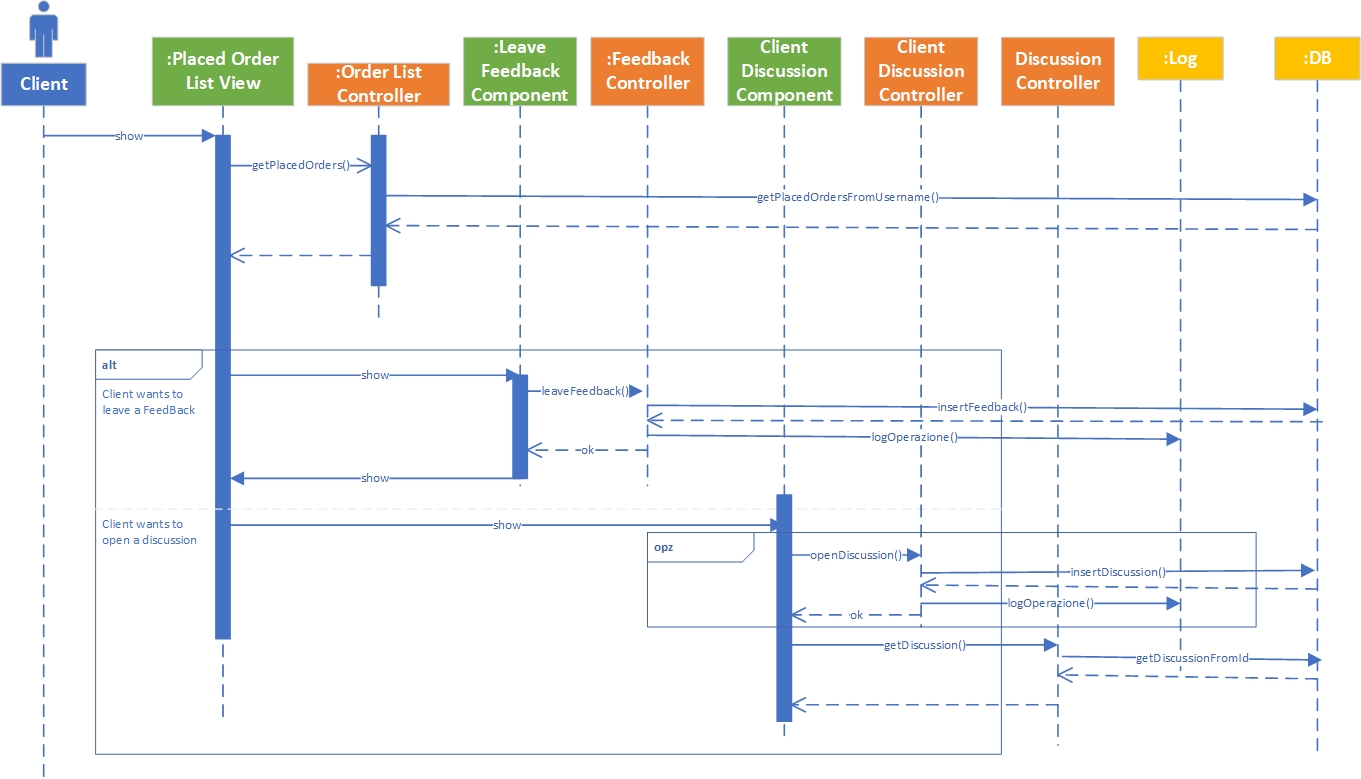 Client
:Placed Order
List View
:Order List
Controller
:Leave
Feedback
Component
:Feedback
Controller
Client
Discussion
Component
Client
Discussion
Controller
Discussion
Controller
:Log
:DB
show
getPlacedOrders()
getPlacedOrdersFromUsername()
alt
Client wants to
leave a FeedBack
show
leaveFeedback()
insertFeedback()
logOperazione()
ok
show
Client wants to
open a discussion
show
opz
openDiscussion()
insertDiscussion()
logOperazione()
ok
getDiscussion()
getDiscussionFromId